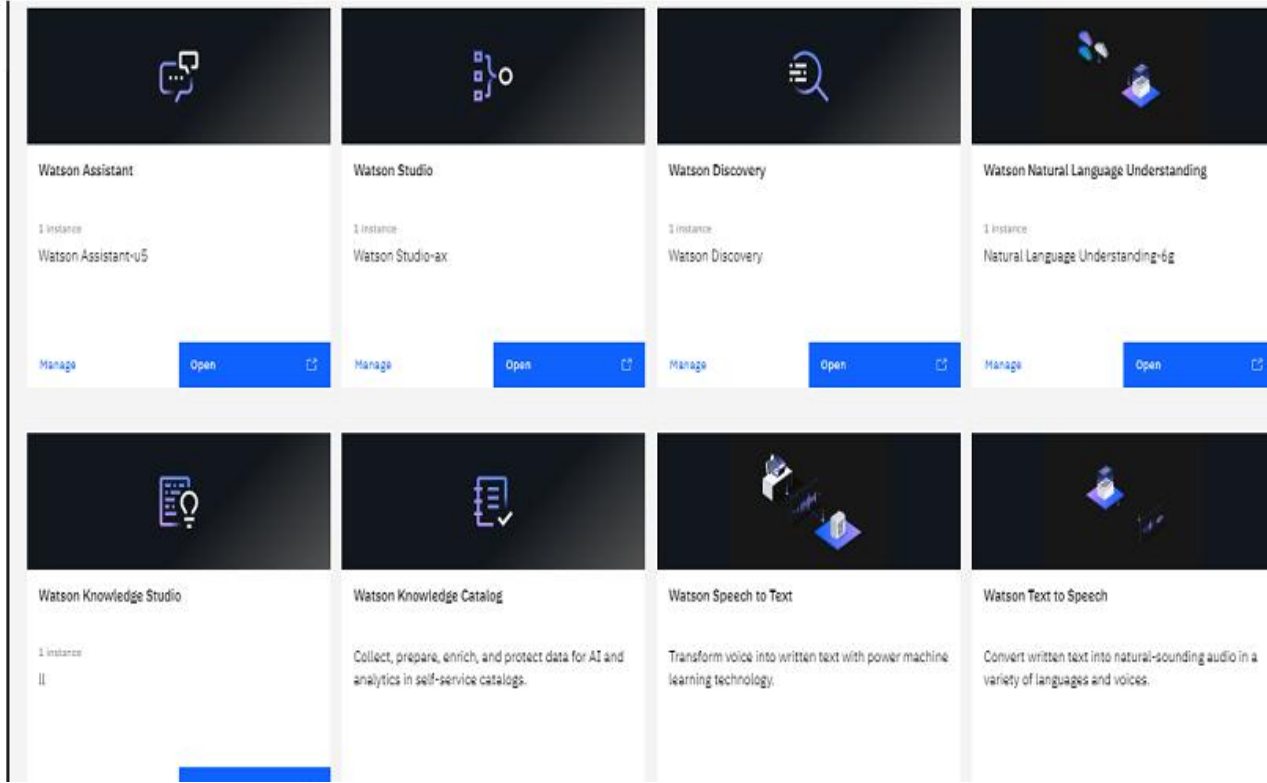 Watson Assistant
1 instance
Watson Assistant-u5
Manage
Open
Watson Studio
1 instance
Watson Studio-ax
Manage
Open
Watson Discovery
1 instance
Watson Discovery
Manage
Open
Watson Natural Language Understanding
1 instance
Natural Language Understanding-6g
Manage
Open
Watson Knowledge Studio
1 instance
ll
Watson Knowledge Catalog
Collect, prepare, enrich, and protect data for AI and
analytics in self-service catalogs.
Watson Speech to Text
Transform voice into written text with power machine
learning technology.
Watson Text to Speech
Convert written text into natural-sounding audio in a
variety of languages and voices.